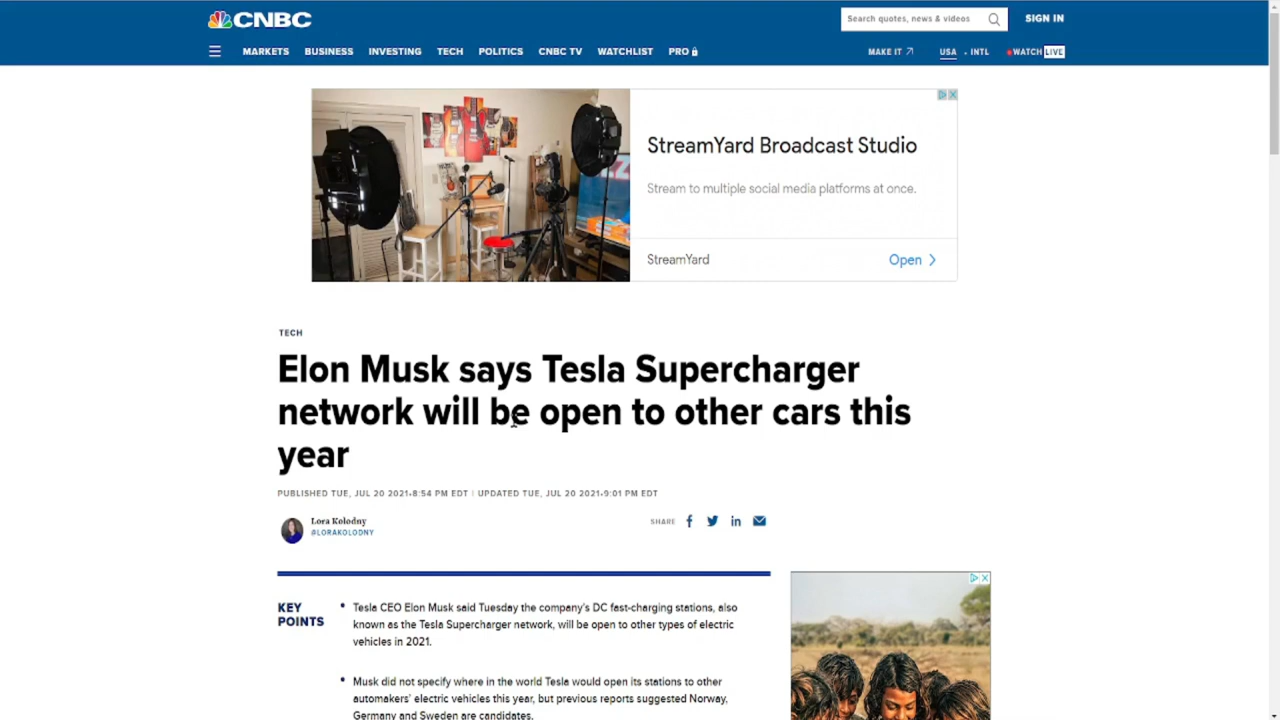 CNBC
Search quotes, news & videos
SIGN IN
MARKETS BUSINESS INVESTING TECH POLITICS CNBC TV WATCHLIST PRO
MAKE IT USA • INTL WATCH LIVE
StreamYard Broadcast Studio
Stream to multiple social media platforms at once.
StreamYard Open
TECH
Elon Musk says Tesla Supercharger
network will be open to other cars this
year
PUBLISHED TUE, JUL 20 2021•8:54 PM EDT | UPDATED TUE, JUL 20 2021•9:01 PM EDT
Lora Kolodny
@LORAKOLODNY
SHARE
KEY
POINTS
• Tesla CEO Elon Musk said Tuesday the company's DC fast-charging stations, also
known as the Tesla Supercharger network, will be open to other types of electric
vehicles in 2021.
• Musk did not specify where in the world Tesla would open its stations to other
automakers' electric vehicles this year, but previous reports suggested Norway,
Germany and Sweden are candidates.